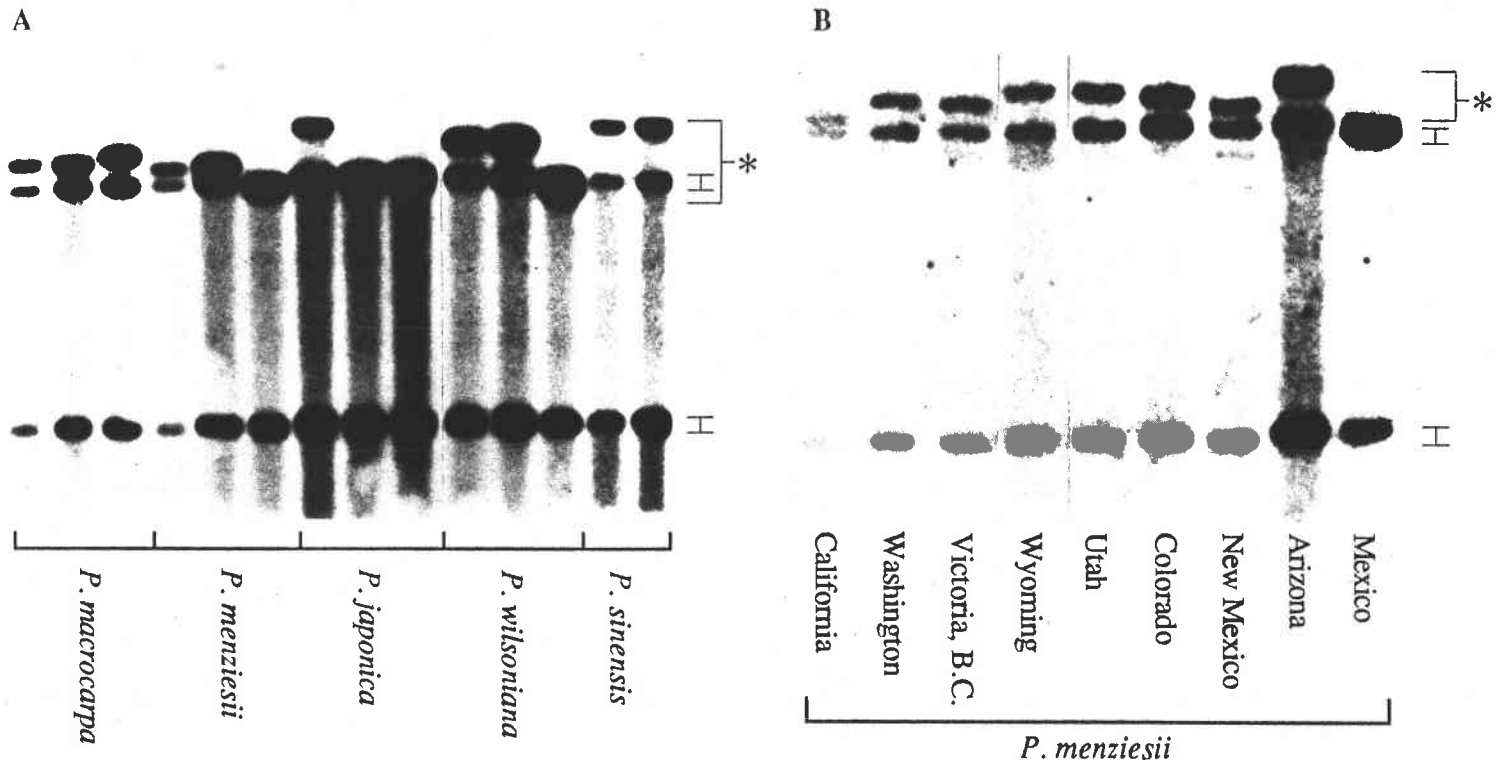 A
B
*
*
P. macrocarpa
P. menziesii
P. japonica
P. wilsoniana
P. sinensis
California
Washington
Victoria, B.C.
Wyoming
Utah
Colorado
New Mexico
Arizona
Mexico
P. menziesii